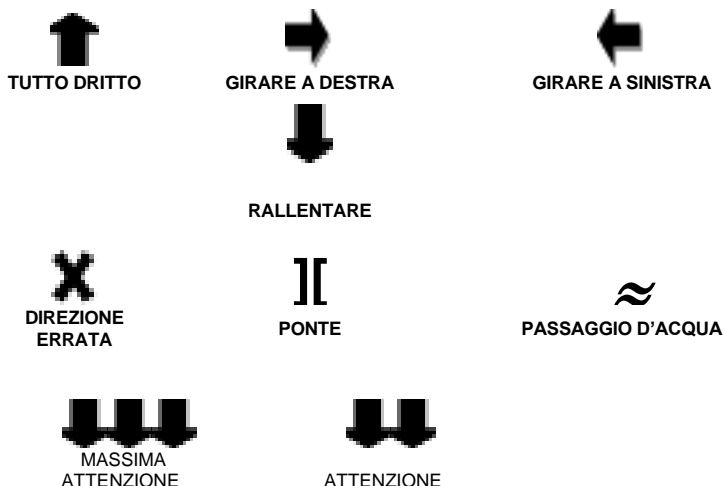 TUTTO DRITTO
GIRARE A DESTRA
GIRARE A SINISTRA
RALLENTARE
][
≈
DIREZIONE
ERRATA
PONTE
PASSAGGIO D'ACQUA
MASSIMA
ATTENZIONE
ATTENZIONE